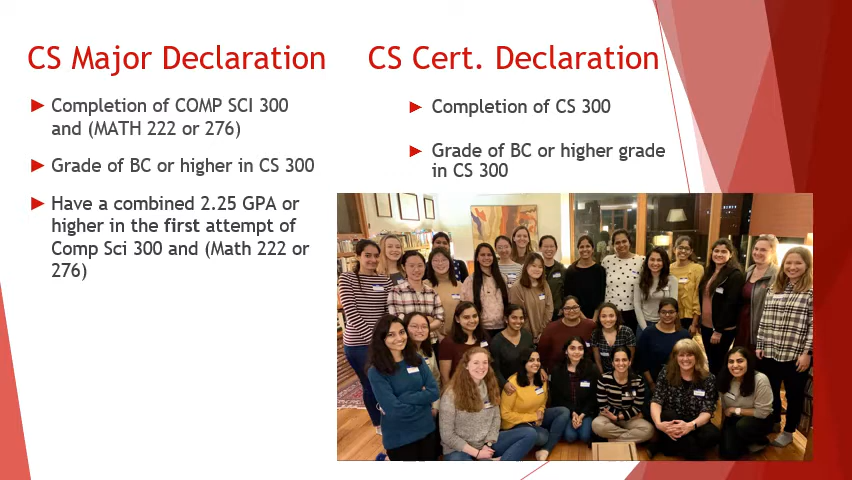 CS Major Declaration
Completion of COMP SCI 300
and (MATH 222 or 276)
Grade of BC or higher in CS 300
Have a combined 2.25 GPA or
higher in the first attempt of
Comp Sci 300 and (Math 222 or
276)
CS Cert. Declaration
Completion of CS 300
Grade of BC or higher grade
in CS 300